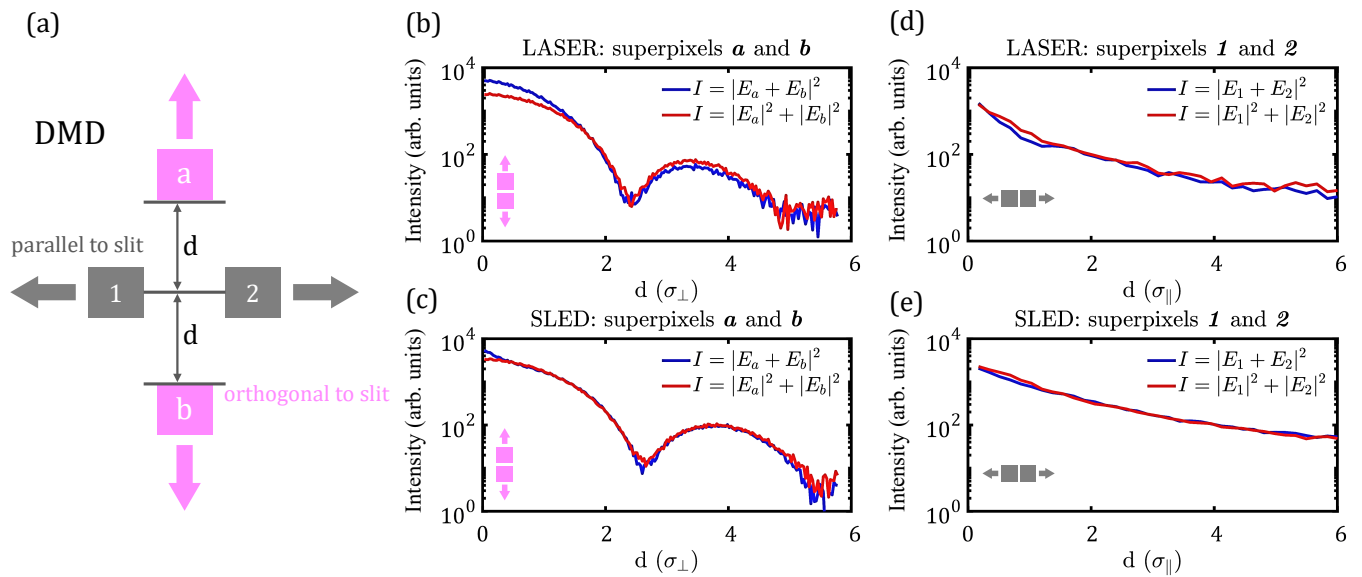 (a)
DMD
a
d
parallel to slit
1
2
d
b
orthogonal to slit
(b)
LASER: superpixels a and b
Intensity (arb. units)
10^4
10^2
10^0
I = |E_a + E_b|^2
I = |E_a|^2 + |E_b|^2
0 2 4 6
d (σ_⊥)
(c)
SLED: superpixels a and b
Intensity (arb. units)
10^4
10^2
10^0
I = |E_a + E_b|^2
I = |E_a|^2 + |E_b|^2
0 2 4 6
d (σ_⊥)
(d)
LASER: superpixels 1 and 2
Intensity (arb. units)
10^4
10^2
10^0
I = |E_1 + E_2|^2
I = |E_1|^2 + |E_2|^2
0 2 4 6
d (σ_∥)
(e)
SLED: superpixels 1 and 2
Intensity (arb. units)
10^4
10^2
10^0
I = |E_1 + E_2|^2
I = |E_1|^2 + |E_2|^2
0 2 4 6
d (σ_∥)